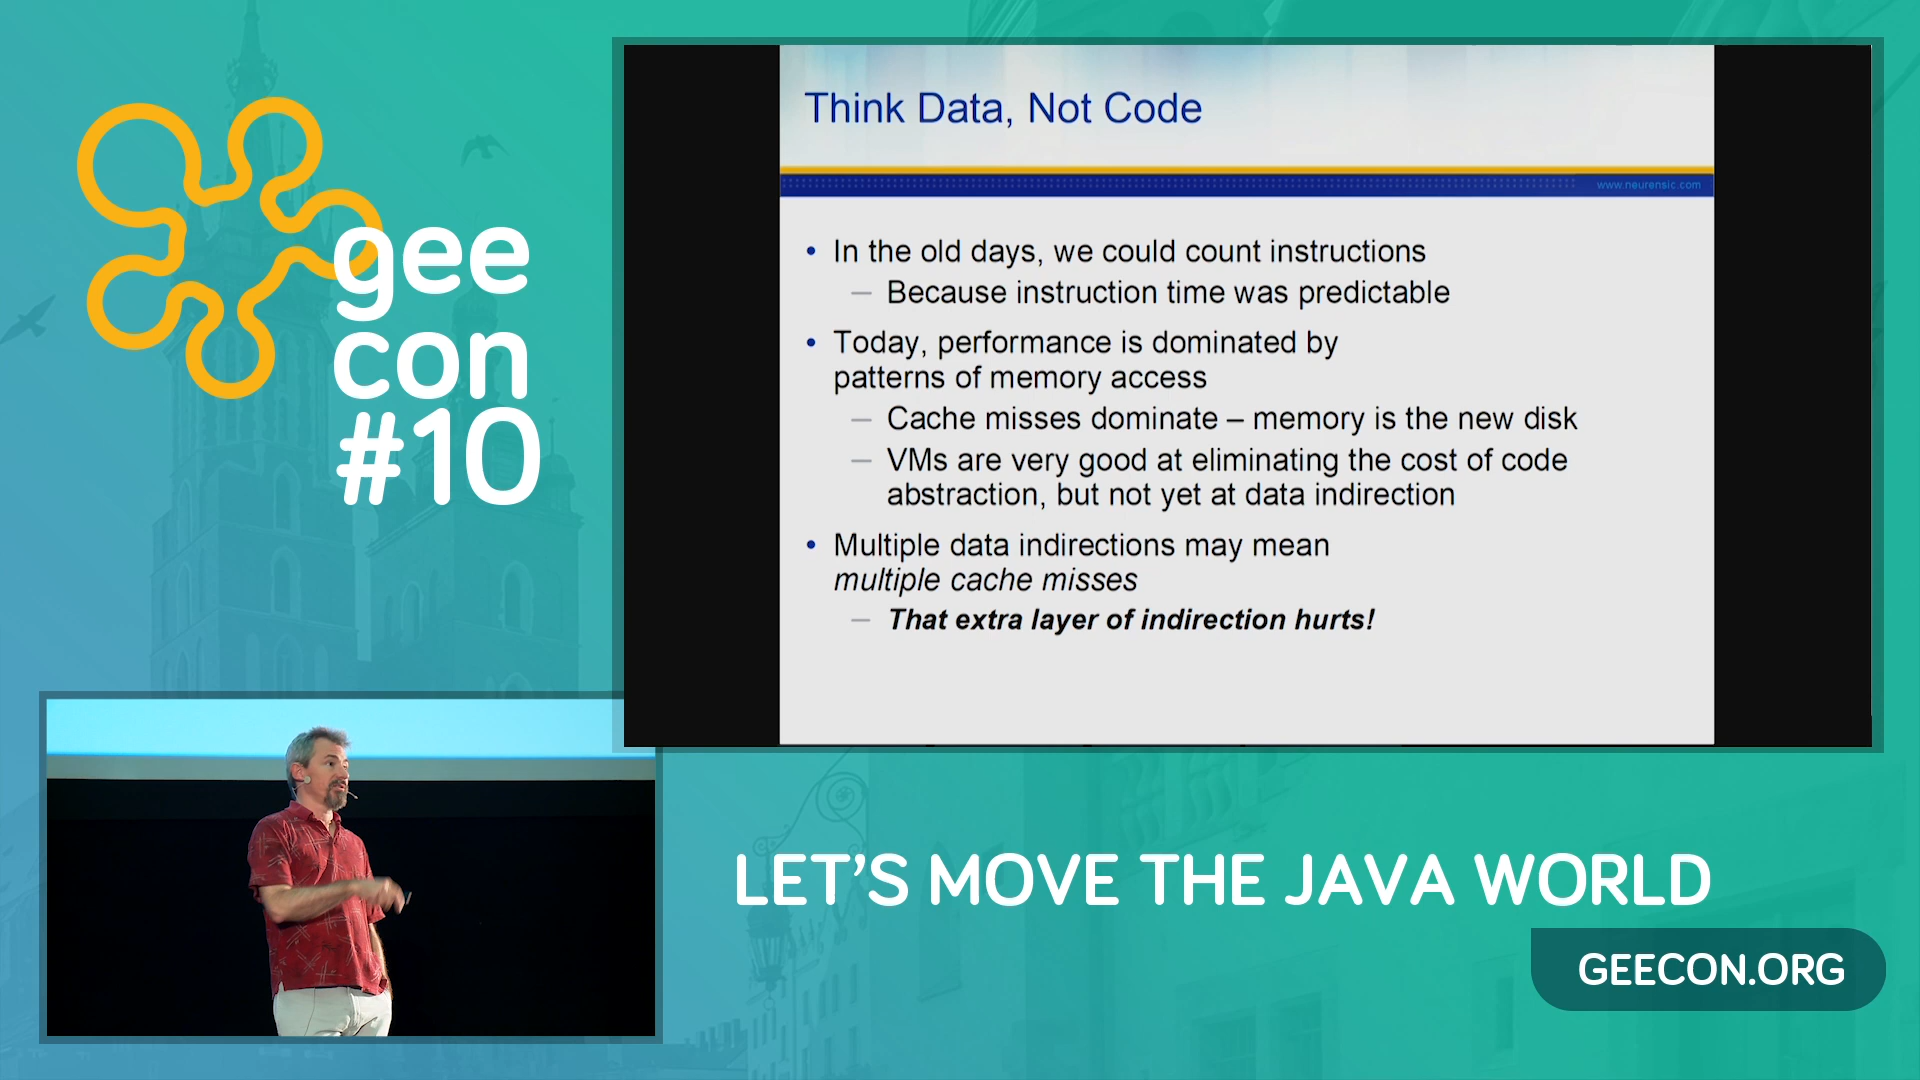 gee
con
#10
Think Data, Not Code
www.neurensic.com
• In the old days, we could count instructions
– Because instruction time was predictable
• Today, performance is dominated by
patterns of memory access
– Cache misses dominate – memory is the new disk
– VMs are very good at eliminating the cost of code
abstraction, but not yet at data indirection
• Multiple data indirections may mean
multiple cache misses
– That extra layer of indirection hurts!
LET'S MOVE THE JAVA WORLD
GEECON.ORG